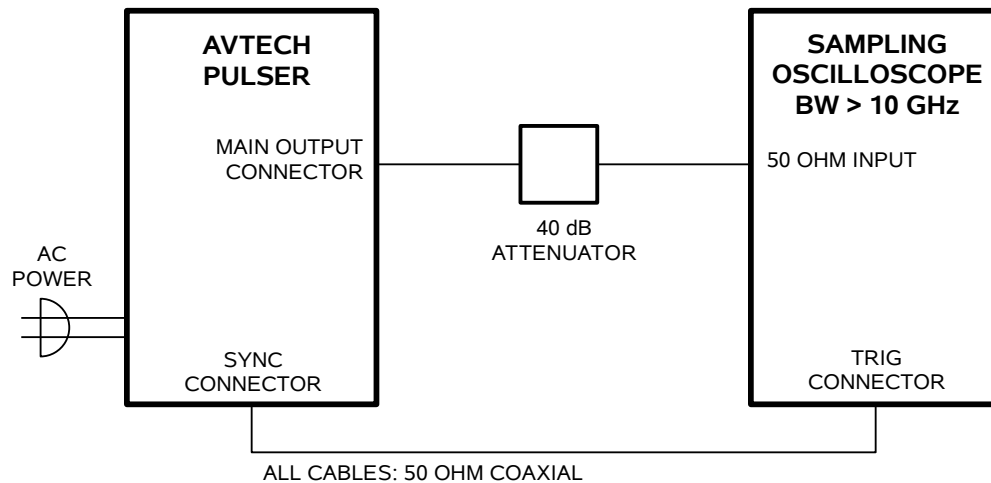 AVTECH
PULSER
MAIN OUTPUT
CONNECTOR
AC
POWER
SYNC
CONNECTOR
40 dB
ATTENUATOR
SAMPLING
OSCILLOSCOPE
BW > 10 GHz
50 OHM INPUT
TRIG
CONNECTOR
ALL CABLES: 50 OHM COAXIAL